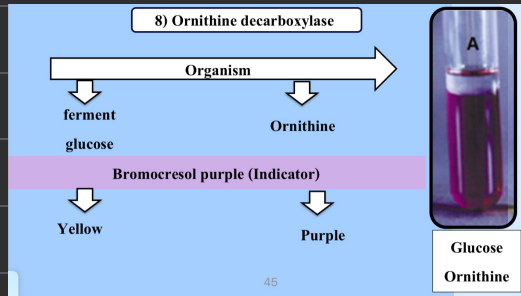 8) Ornithine decarboxylase
Organism
ferment
glucose
Ornithine
Bromocresol purple (Indicator)
Yellow
Purple
A
Glucose
Ornithine
45